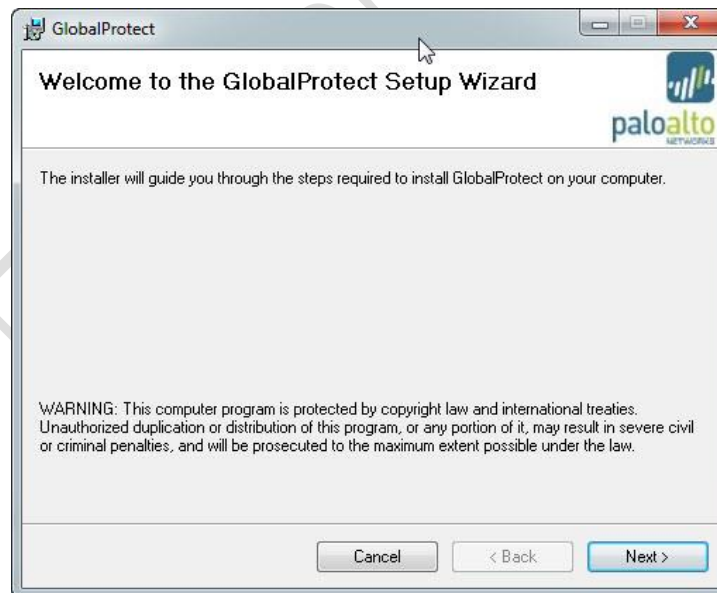 GlobalProtect
Welcome to the GlobalProtect Setup Wizard
paloalto
NETWORKS
The installer will guide you through the steps required to install GlobalProtect on your computer.
WARNING: This computer program is protected by copyright law and international treaties.
Unauthorized duplication or distribution of this program, or any portion of it, may result in severe civil
or criminal penalties, and will be prosecuted to the maximum extent possible under the law.
Cancel
< Back
Next >